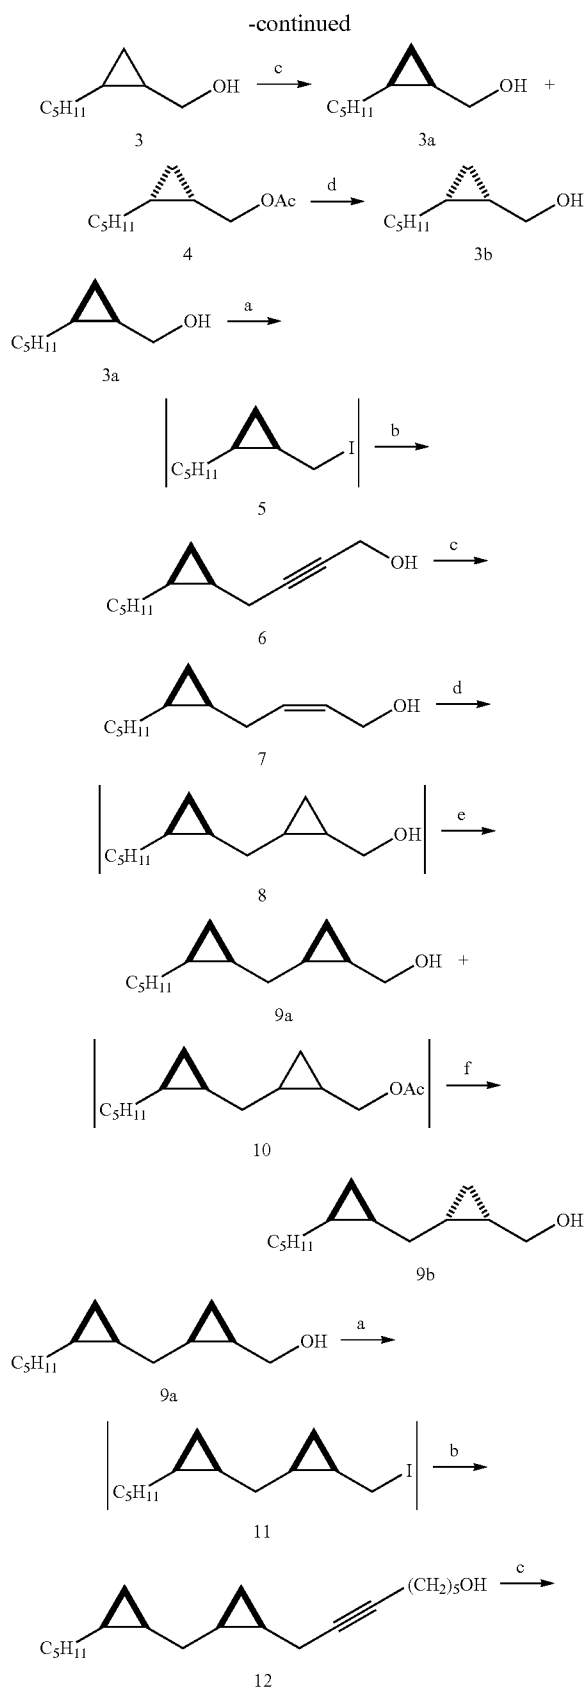 -continued
OH c OH +
C5H11 C5H11
3 3a
OAc d OH
C5H11 C5H11
4 3b
OH a
C5H11
3a
I b
C5H11
5
OH c
C5H11
6
OH d
C5H11
7
OH e
C5H11
8
OH +
C5H11
9a
OAc f
C5H11
10
OH
C5H11
9b
OH a
C5H11
9a
I b
C5H11
11
(CH2)5OH c
C5H11
12